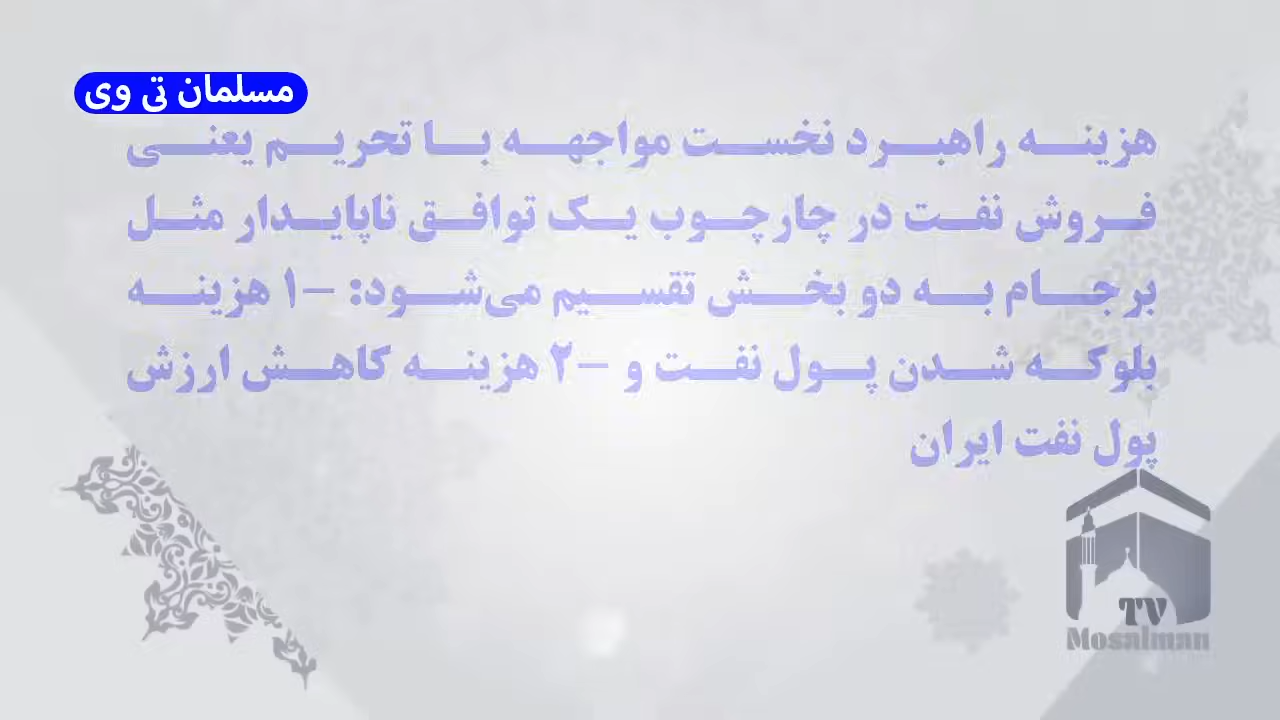 مسلمان تی وی
هزینه راهبرد نخست مواجهه با تحریم یعنی
فروش نفت در چارچوب یک توافق ناپایدار مثل
برجام به دو بخش تقسیم می‌شود: -۱ هزینه
بلوکه شدن پول نفت و -۲ هزینه کاهش ارزش
پول نفت ایران
TV
Mosalman